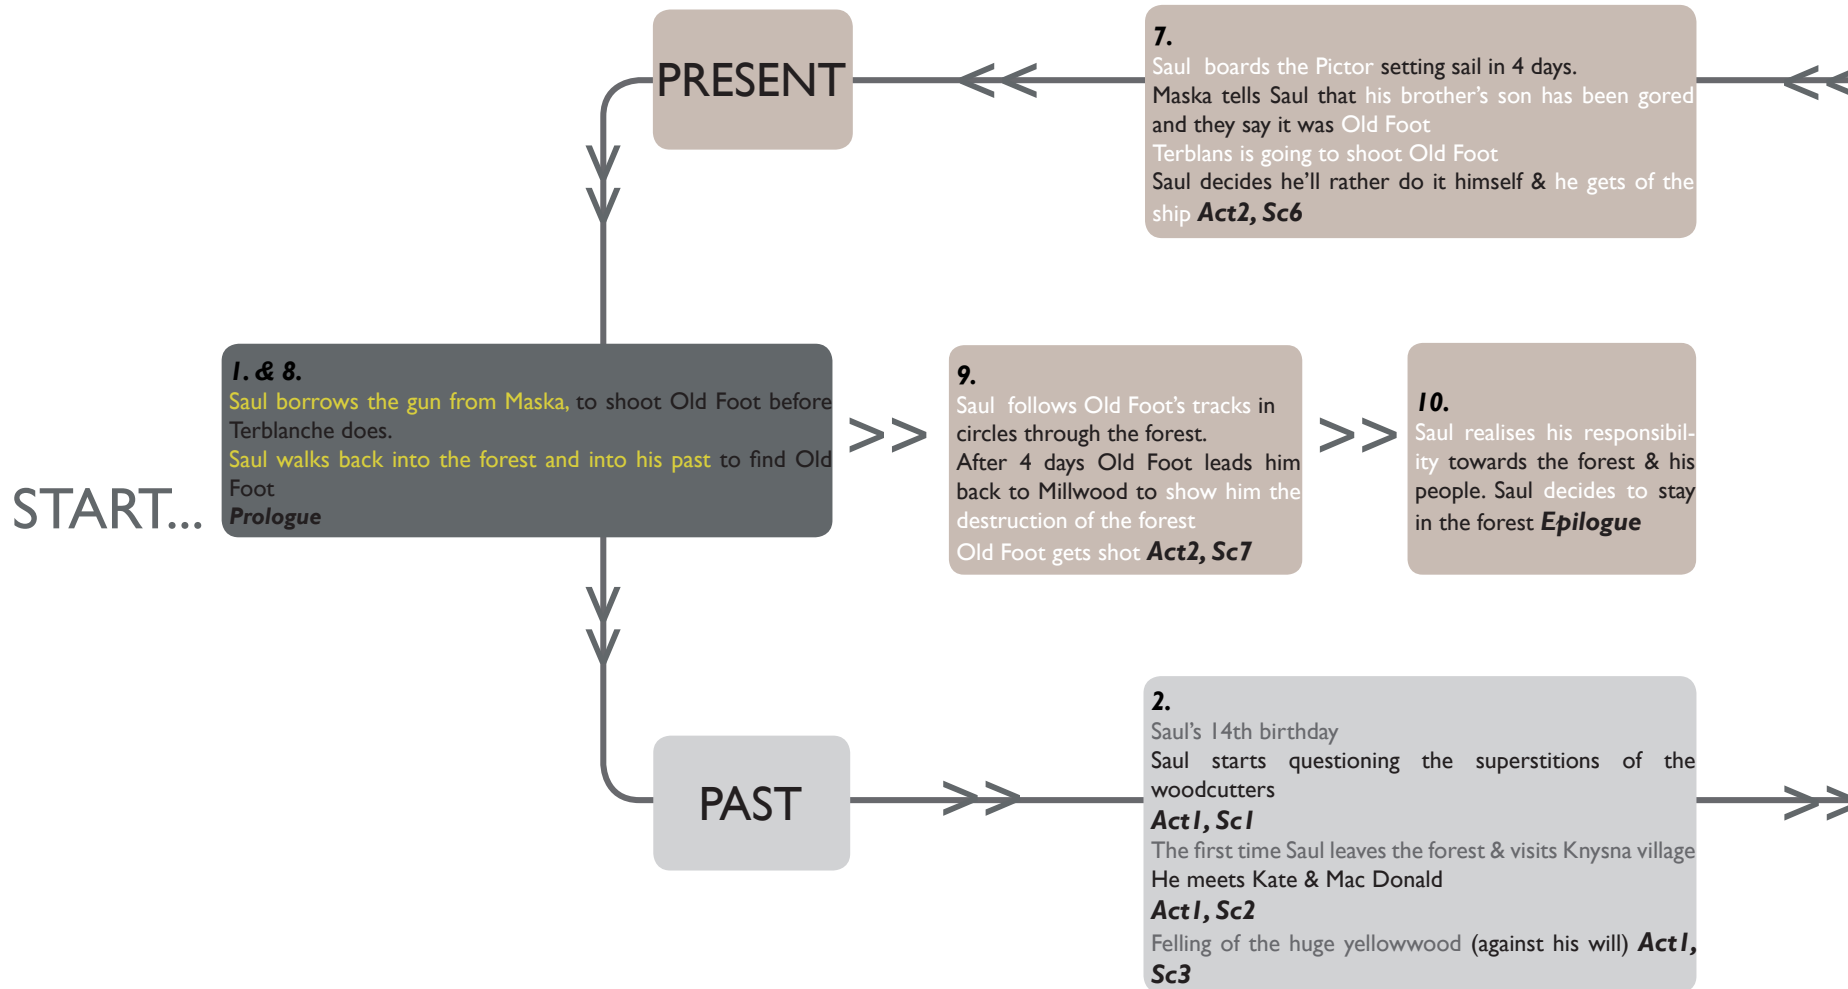 PRESENT
7.
Saul boards the Pictor setting sail in 4 days.
Maska tells Saul that his brother's son has been gored
and they say it was Old Foot
Terblans is going to shoot Old Foot
Saul decides he'll rather do it himself & he gets of the
ship Act2, Sc6
START...
1. & 8.
Saul borrows the gun from Maska, to shoot Old Foot before
Terblanche does.
Saul walks back into the forest and into his past to find Old
Foot
Prologue
>>
9.
Saul follows Old Foot's tracks in
circles through the forest.
After 4 days Old Foot leads him
back to Millwood to show him the
destruction of the forest
Old Foot gets shot Act2, Sc7
>>
10.
Saul realises his responsibil-
ity towards the forest & his
people. Saul decides to stay
in the forest Epilogue
PAST
2.
Saul's 14th birthday
Saul starts questioning the superstitions of the
woodcutters
Act1, Sc1
The first time Saul leaves the forest & visits Knysna village
He meets Kate & Mac Donald
Act1, Sc2
Felling of the huge yellowwood (against his will) Act1,
Sc3